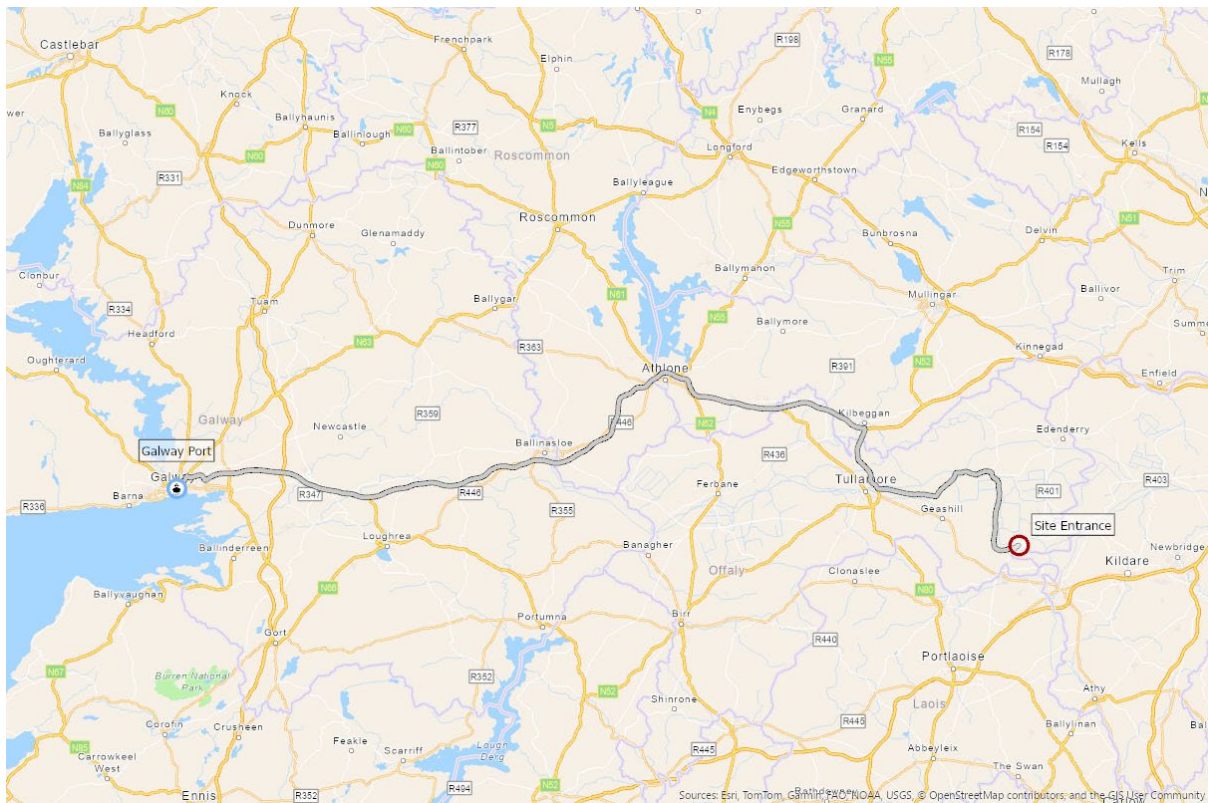 Castlebar
Frenchpark
R198
N55
R178
Mullagh
Elphin
Knock
N60
Ballyhaunis
N5
N4
Enybegs
Granard
Ballyglass
Ballinlough
N60
R377
Longford
R154
R154
Kells
Ballintober
Roscommon
N60
R331
N60
N84
Edgeworthstown
Ballyleague
Dunmore
Roscommon
N55
N51
Glenamaddy
Bunbrosna
Delvin
Clonbur
Ballymahon
Trim
Ballivor
Tuam
Ballygar
N61
Mullingar
R334
N55
Ballymore
Headford
N63
R363
Kinnegad
Oughterard
Athlone
R391
N52
Enfield
R359
Galway
Newcastle
R446
N62
Kilbeggan
Edenderry
Galway Port
Ballinasloe
R436
Barna
R347
R446
Ferbane
Tullamore
R401
R403
R336
R355
Geashill
Site Entrance
Loughrea
Ballinderreen
Banagher
Newbridge
Offaly
Clonaslee
Kildare
Ballyvaughan
N66
N80
Portumna
Birr
Gort
R440
Portlaoise
N67
Burren National
Park
R352
N52
Athy
Shinrone
Laois
Corofin
Crusheen
R445
Ballylinan
N85
Feakle
Lough
Derg
Carrowkeel
West
Scarriff
R445
Abbeyleix
The Swan
R494
N52
Ennis
R352
Rathdowney
Sources: Esri, TomTom, Garmin, FAO, NOAA, USGS, © OpenStreetMap contributors, and the GIS User Community